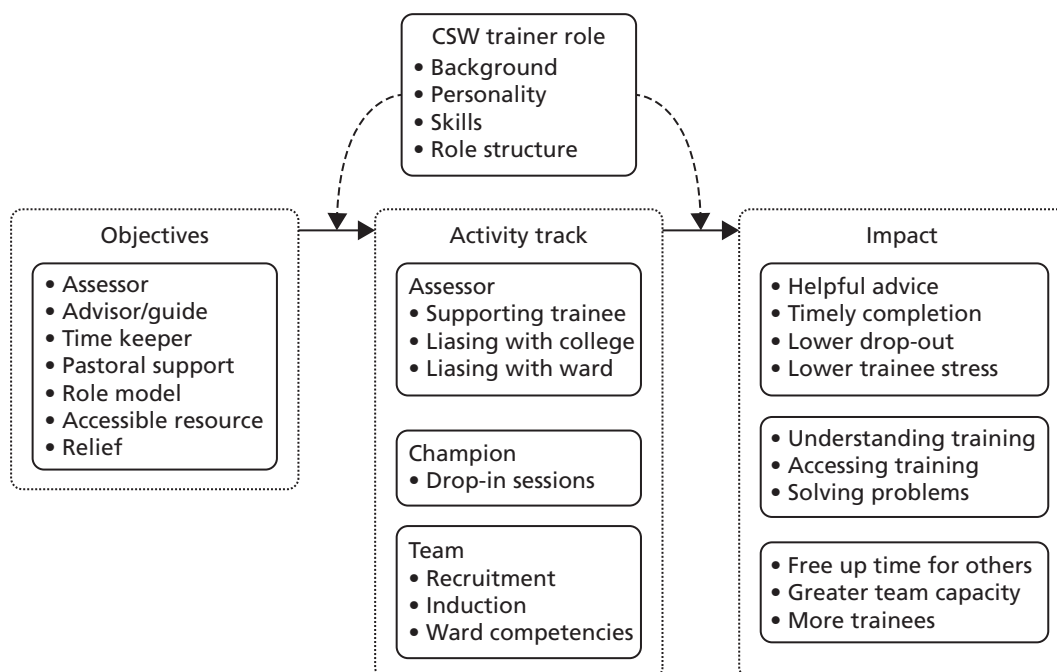 CSW trainer role
• Background
• Personality
• Skills
• Role structure
Objectives
• Assessor
• Advisor/guide
• Time keeper
• Pastoral support
• Role model
• Accessible resource
• Relief
Activity track
Assessor
• Supporting trainee
• Liasing with college
• Liasing with ward
Champion
• Drop-in sessions
Team
• Recruitment
• Induction
• Ward competencies
Impact
• Helpful advice
• Timely completion
• Lower drop-out
• Lower trainee stress
• Understanding training
• Accessing training
• Solving problems
• Free up time for others
• Greater team capacity
• More trainees